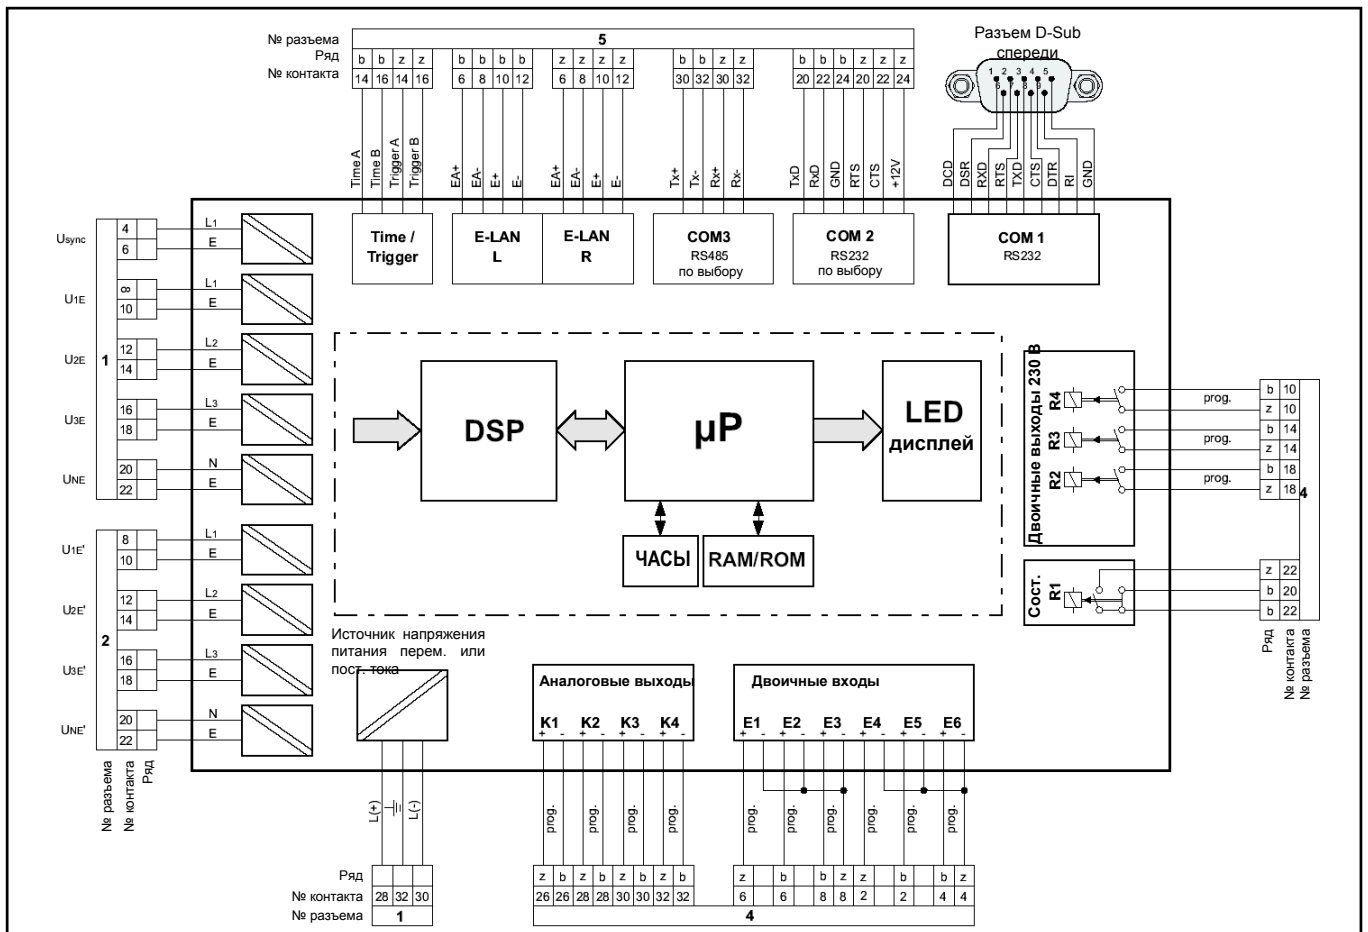 № разъема 5
Ряд b b z z b b b b z z z z b b z z b b b z z z
№ контакта 14 16 14 16 6 8 10 12 6 8 10 12 30 32 30 32 20 22 24 20 22 24
Разъем D-Sub
спереди
1 2 3 4 5
6 7 8 9
Time A Time B Trigger A Trigger B EA+ EA- E+ E- EA+ EA- E+ E- Tx+ Tx- Rx+ Rx- TxD RxD GND RTS CTS +12V DCD DSR RXD RTS TXD CTS DTR RI GND
Time /
Trigger
E-LAN
L
E-LAN
R
COM3
RS485
по выбору
COM 2
RS232
по выбору
COM 1
RS232
1
Usync 4 L1
6 E
U1E 8 L1
10 E
U2E 12 L2
14 E
U3E 16 L3
18 E
UNE 20 N
22 E
2
U1E' 8 L1
10 E
U2E' 12 L2
14 E
U3E' 16 L3
18 E
UNE' 20 N
22 E
№ разъема
№ контакта
Ряд
DSP
µP
LED
дисплей
ЧАСЫ
RAM/ROM
Двоичные выходы 230 В
R4 prog. b 10
z 10
R3 prog. b 14
z 14
R2 prog. b 18
z 18
4
Сост.
R1
z 22
b 20
b 22
Ряд
№ контакта
№ разъема
Источник напряжения
питания перем. или
пост. тока
L(+) L(-)
Ряд
№ контакта 28 32 30
№ разъема 1
Аналоговые выходы
K1 K2 K3 K4
+ - + - + - + -
prog. prog. prog. prog.
z b z b z b z b
26 26 28 28 30 30 32 32
Двоичные входы
E1 E2 E3 E4 E5 E6
+ - + - + - + - + - + -
prog. prog. prog. prog. prog. prog.
z b b z z b b z
6 6 8 8 2 2 4 4
4